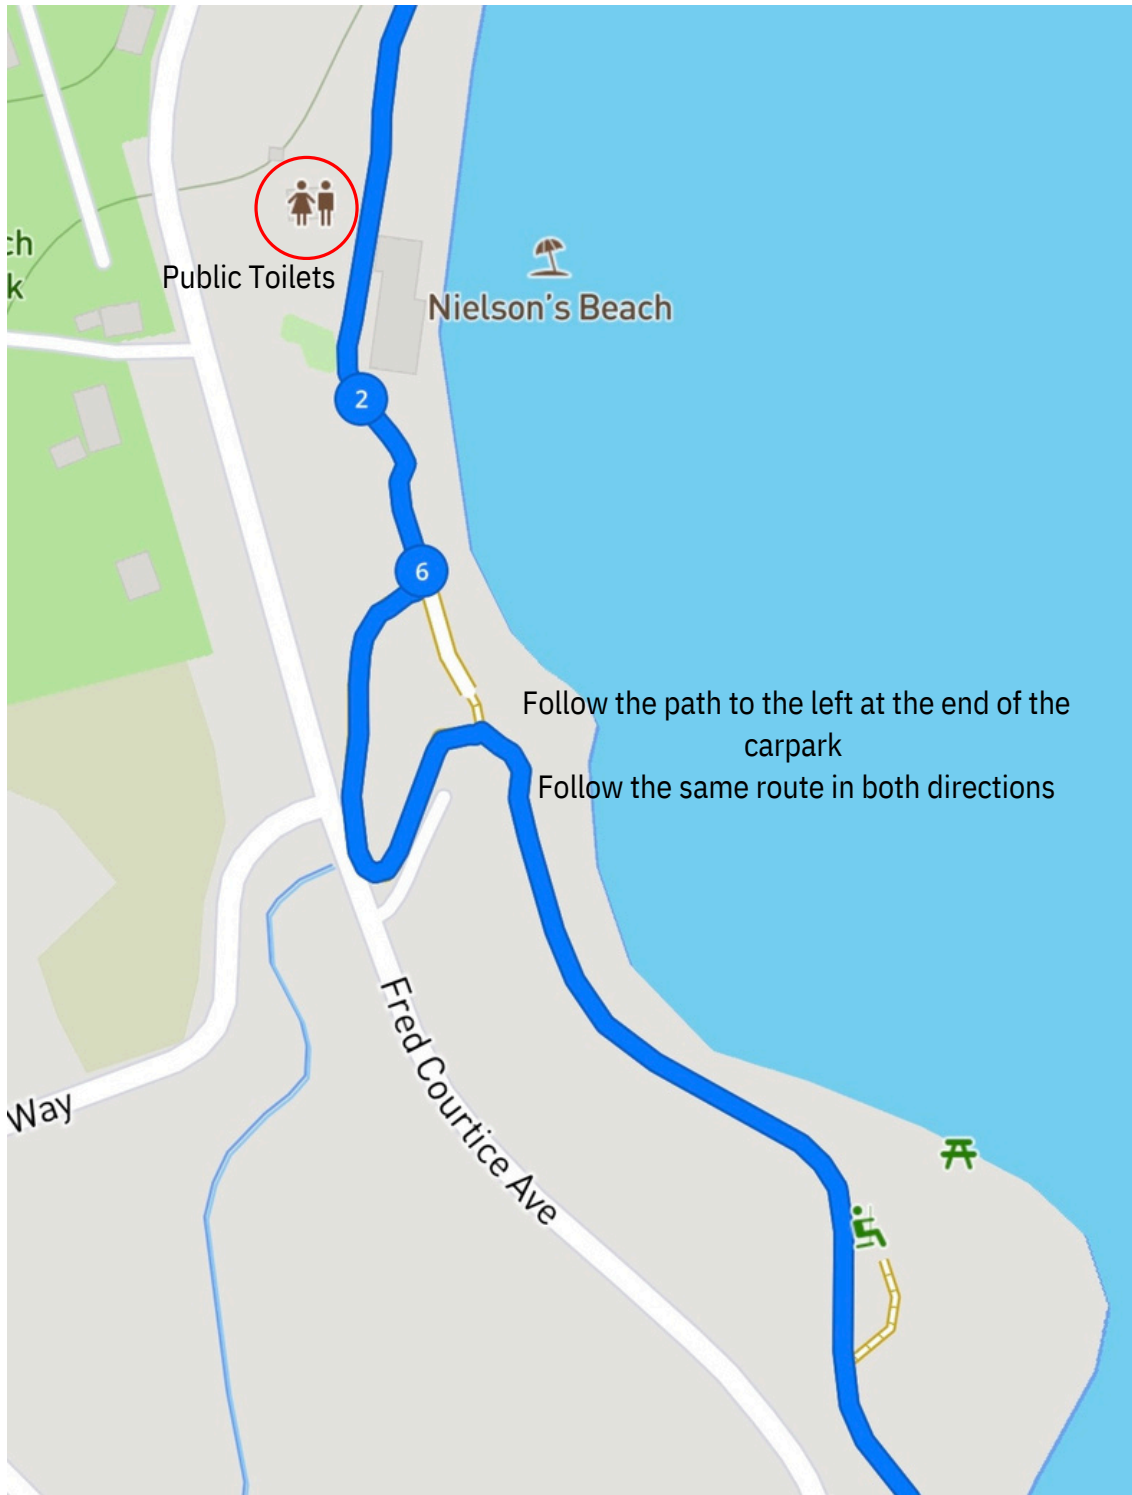 ch
k
Public Toilets
Nielson's Beach
2
6
Follow the path to the left at the end of the
carpark
Follow the same route in both directions
Fred Courtice Ave
Way